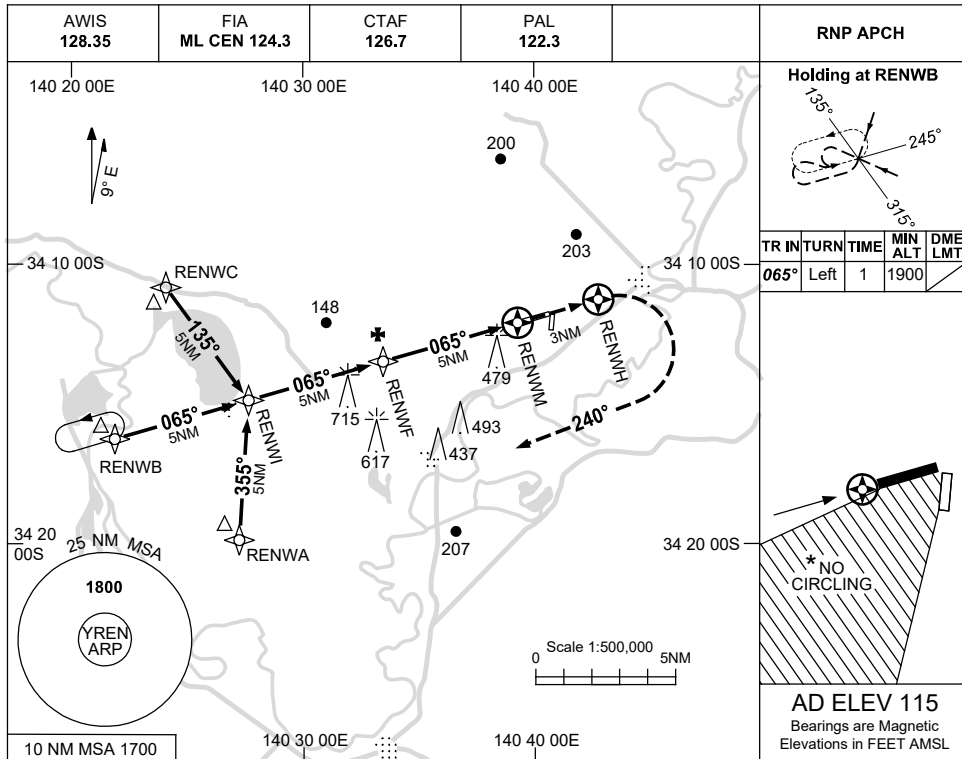 AWIS
128.35
FIA
ML CEN 124.3
CTAF
126.7
PAL
122.3
RNP APCH
140 20 00E
140 30 00E
140 40 00E
9° E
200
203
34 10 00S
34 10 00S
RENWC
148
135°
5NM
065°
5NM
3NM
RENWH
RENWM
479
065°
5NM
RENWF
715
065°
5NM
RENWI
RENWB
493
437
617
240°
355°
5NM
RENWA
207
34 20
00S
34 20 00S
25 NM MSA
1800
YREN
ARP
Scale 1:500,000
0
5NM
10 NM MSA 1700
140 30 00E
140 40 00E
Holding at RENWB
135°
245°
315°
TR IN
TURN
TIME
MIN
ALT
DME
LMT
065°
Left
1
1900
* NO
CIRCLING
AD ELEV 115
Bearings are Magnetic
Elevations in FEET AMSL